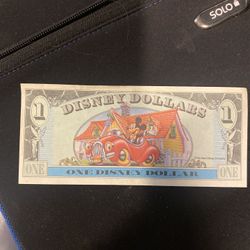 SOLO
$1 DISNEY DOLLARS $1
ONE ONE DISNEY DOLLAR ONE